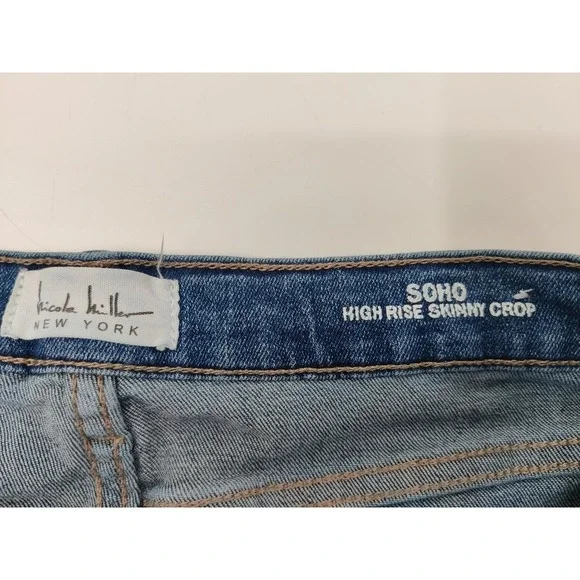 Nicole Miller
NEW YORK
SOHO
HIGH RISE SKINNY CROP